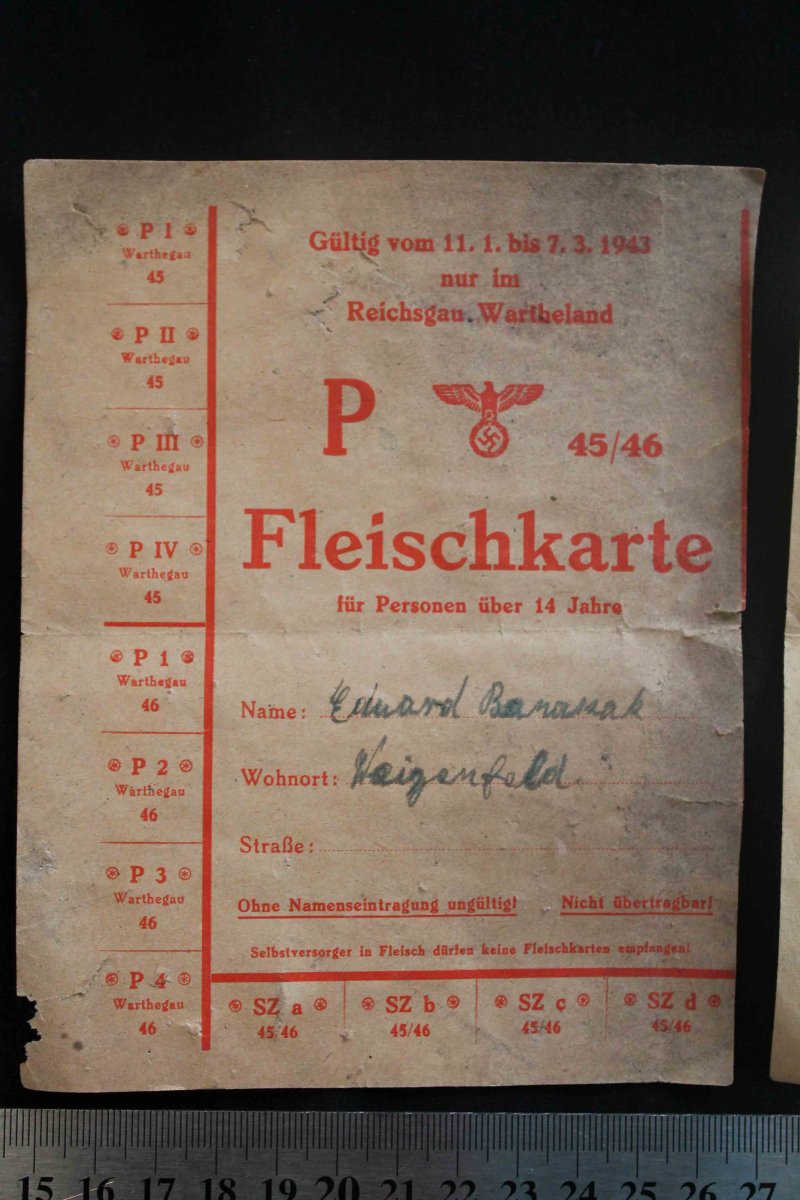 P I
Warthegau
45
P II
Warthegau
45
P III
Warthegau
45
P IV
Warthegau
45
P 1
Warthegau
46
P 2
Warthegau
46
P 3
Warthegau
46
P 4
Warthegau
46
Gültig vom 11. 1. bis 7. 3. 1943
nur im
Reichsgau Wartheland
P 45/46
Fleischkarte
für Personen über 14 Jahre
Name: Eduard Banaszak
Wohnort: Weizenfeld
Straße:
Ohne Namenseintragung ungültig! Nicht übertragbar!
Selbstversorger in Fleisch dürfen keine Fleischkarten empfangen!
SZ a SZ b SZ c SZ d
45/46 45/46 45/46 45/46
15 16 17 18 19 20 21 22 23 24 25 26 27